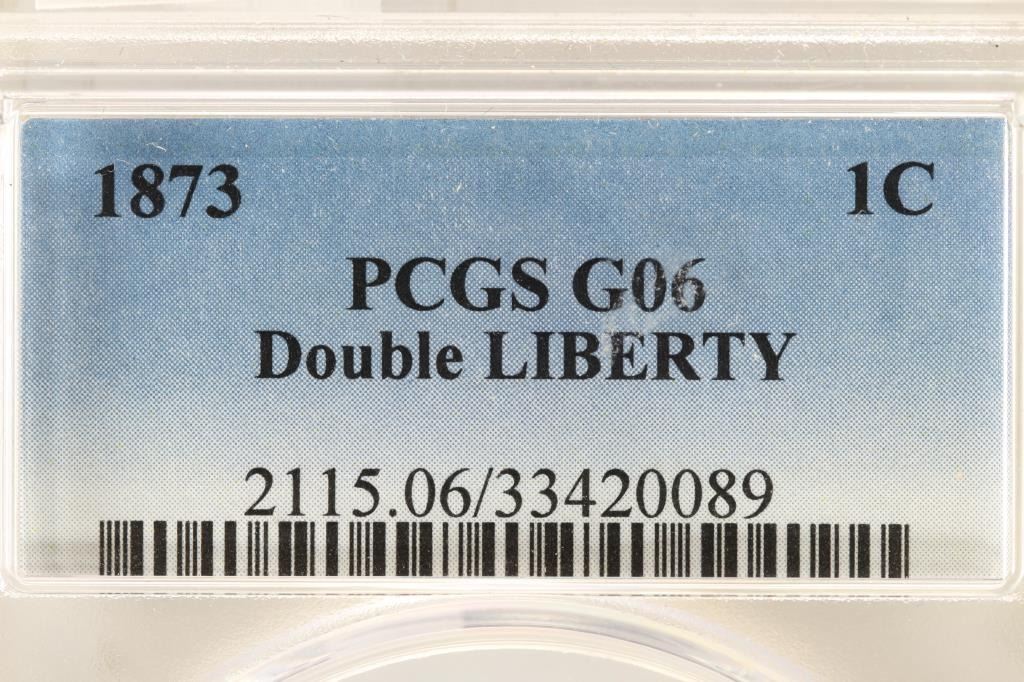 1873 1C
PCGS G06
Double LIBERTY
2115.06/33420089